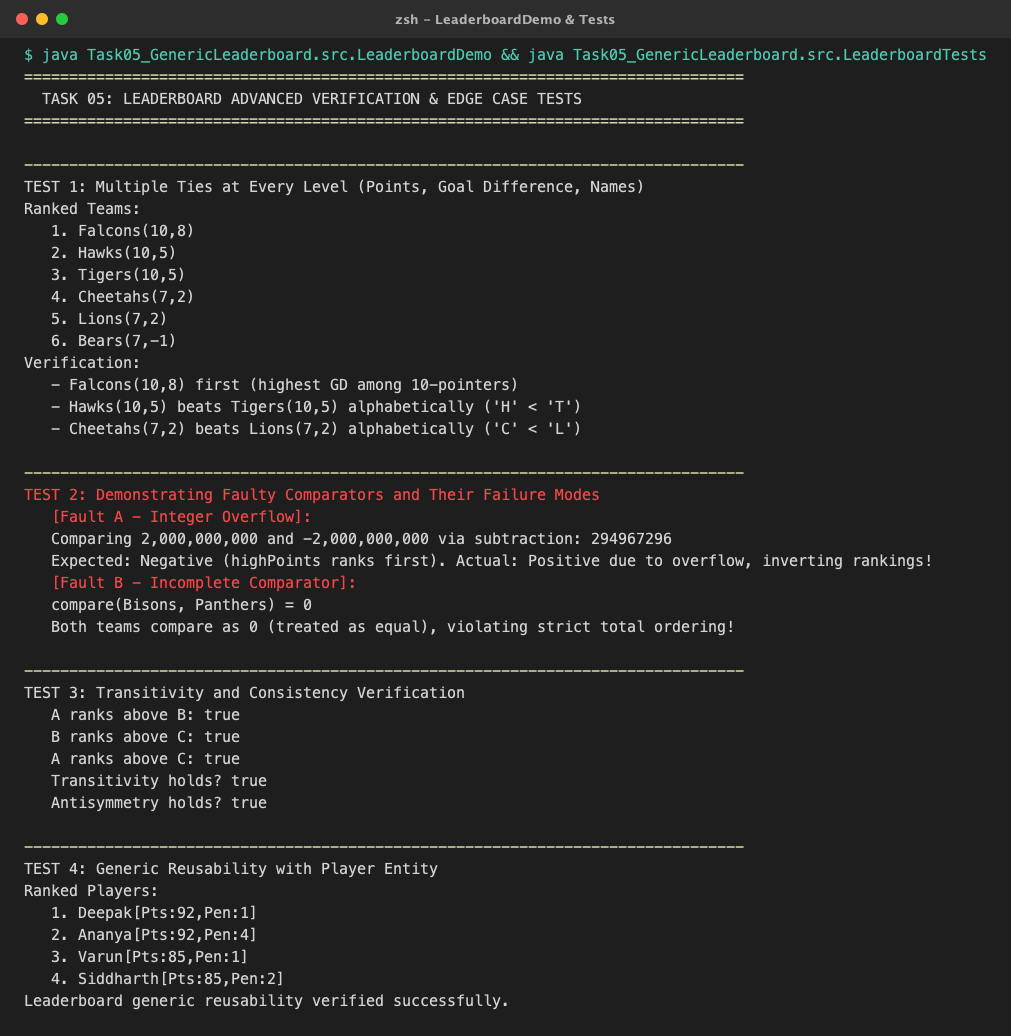 zsh – LeaderboardDemo & Tests
$ java Task05_GenericLeaderboard.src.LeaderboardDemo && java Task05_GenericLeaderboard.src.LeaderboardTests
================================================================================
TASK 05: LEADERBOARD ADVANCED VERIFICATION & EDGE CASE TESTS
================================================================================
--------------------------------------------------------------------------------
TEST 1: Multiple Ties at Every Level (Points, Goal Difference, Names)
Ranked Teams:
1. Falcons(10,8)
2. Hawks(10,5)
3. Tigers(10,5)
4. Cheetahs(7,2)
5. Lions(7,2)
6. Bears(7,-1)
Verification:
- Falcons(10,8) first (highest GD among 10-pointers)
- Hawks(10,5) beats Tigers(10,5) alphabetically ('H' < 'T')
- Cheetahs(7,2) beats Lions(7,2) alphabetically ('C' < 'L')
--------------------------------------------------------------------------------
TEST 2: Demonstrating Faulty Comparators and Their Failure Modes
[Fault A - Integer Overflow]:
Comparing 2,000,000,000 and -2,000,000,000 via subtraction: 294967296
Expected: Negative (highPoints ranks first). Actual: Positive due to overflow, inverting rankings!
[Fault B - Incomplete Comparator]:
compare(Bisons, Panthers) = 0
Both teams compare as 0 (treated as equal), violating strict total ordering!
--------------------------------------------------------------------------------
TEST 3: Transitivity and Consistency Verification
A ranks above B: true
B ranks above C: true
A ranks above C: true
Transitivity holds? true
Antisymmetry holds? true
--------------------------------------------------------------------------------
TEST 4: Generic Reusability with Player Entity
Ranked Players:
1. Deepak[Pts:92,Pen:1]
2. Ananya[Pts:92,Pen:4]
3. Varun[Pts:85,Pen:1]
4. Siddharth[Pts:85,Pen:2]
Leaderboard generic reusability verified successfully.